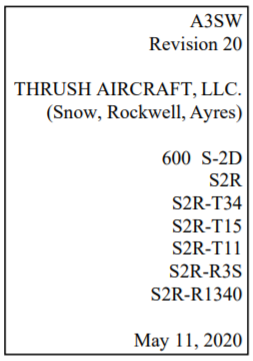 A3SW
Revision 20
THRUSH AIRCRAFT, LLC.
(Snow, Rockwell, Ayres)
600 S-2D
S2R
S2R-T34
S2R-T15
S2R-T11
S2R-R3S
S2R-R1340
May 11, 2020